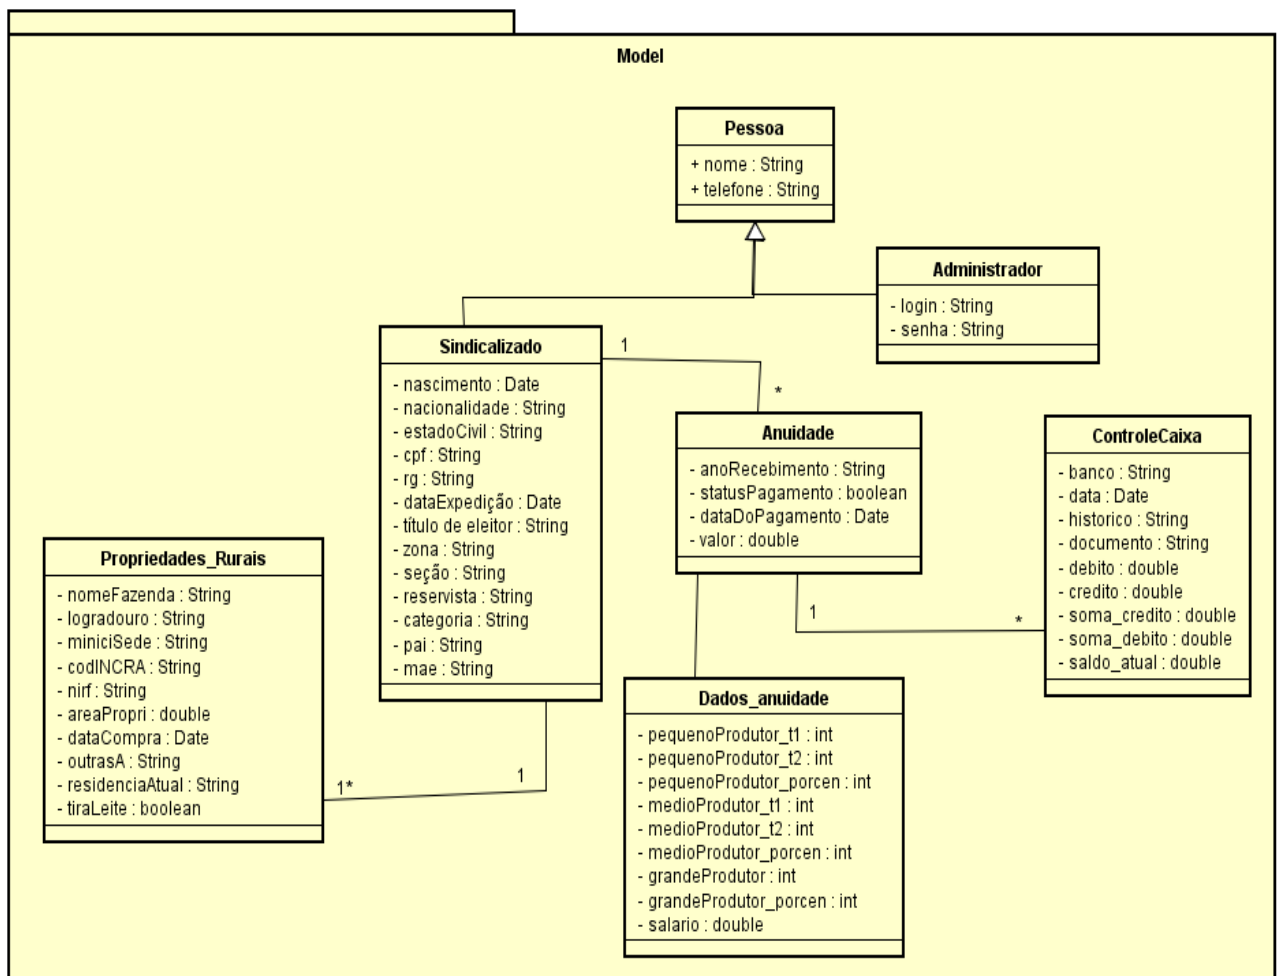 Model
Pessoa
+ nome : String
+ telefone : String
Administrador
- login : String
- senha : String
Sindicalizado
- nascimento : Date
- nacionalidade : String
- estadoCivil : String
- cpf : String
- rg : String
- dataExpedição : Date
- título de eleitor : String
- zona : String
- seção : String
- reservista : String
- categoria : String
- pai : String
- mae : String
1
*
Anuidade
- anoRecebimento : String
- statusPagamento : boolean
- dataDoPagamento : Date
- valor : double
ControleCaixa
- banco : String
- data : Date
- historico : String
- documento : String
- debito : double
- credito : double
- soma_credito : double
- soma_debito : double
- saldo_atual : double
1
*
Propriedades_Rurais
- nomeFazenda : String
- logradouro : String
- miniciSede : String
- codINCRA : String
- nirf : String
- areaPropri : double
- dataCompra : Date
- outrasA : String
- residenciaAtual : String
- tiraLeite : boolean
1*
1
Dados_anuidade
- pequenoProdutor_t1 : int
- pequenoProdutor_t2 : int
- pequenoProdutor_porcen : int
- medioProdutor_t1 : int
- medioProdutor_t2 : int
- medioProdutor_porcen : int
- grandeProdutor : int
- grandeProdutor_porcen : int
- salario : double